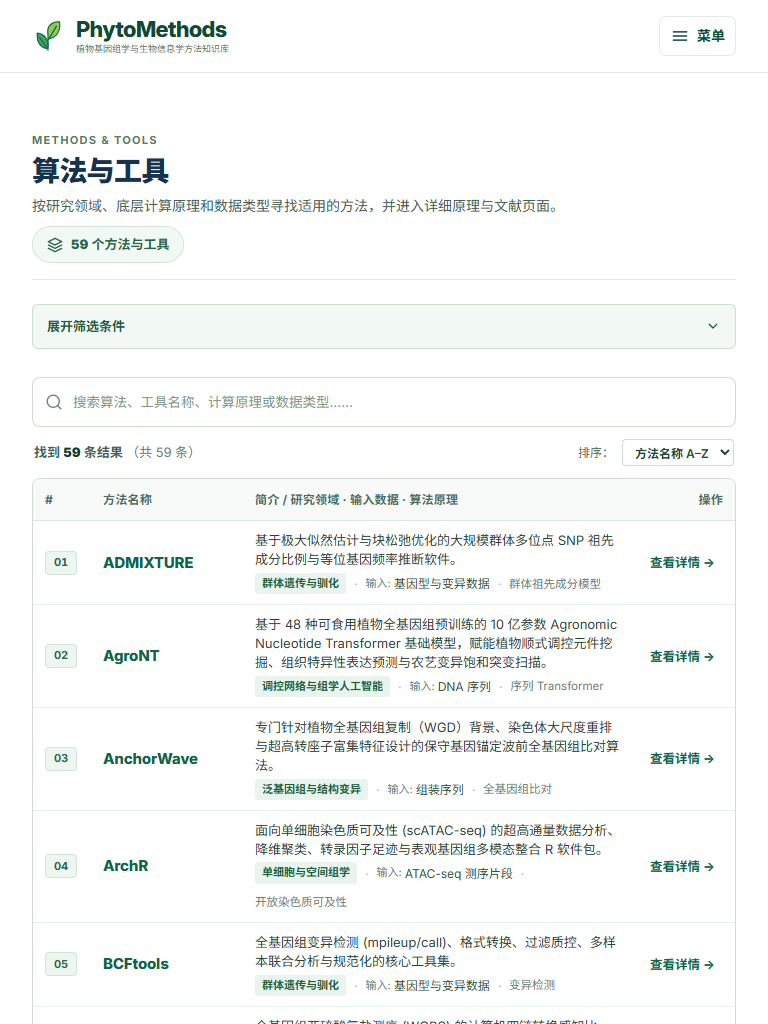 PhytoMethods
植物基因组学与生物信息学方法知识库
菜单
METHODS & TOOLS
算法与工具
按研究领域、底层计算原理和数据类型寻找适用的方法，并进入详细原理与文献页面。
59 个方法与工具
展开筛选条件
搜索算法、工具名称、计算原理或数据类型......
找到 59 条结果 （共 59 条）
排序： 方法名称 A–Z
# 方法名称 简介 / 研究领域 · 输入数据 · 算法原理 操作
01 ADMIXTURE
基于极大似然估计与块松弛优化的大规模群体多位点 SNP 祖先
成分比例与等位基因频率推断软件。
群体遗传与驯化 · 输入: 基因型与变异数据 · 群体祖先成分模型
查看详情 →
02 AgroNT
基于 48 种可食用植物全基因组预训练的 10 亿参数 Agronomic
Nucleotide Transformer 基础模型，赋能植物顺式调控元件挖
掘、组织特异性表达预测与农艺变异饱和突变扫描。
调控网络与组学人工智能 · 输入: DNA 序列 · 序列 Transformer
查看详情 →
03 AnchorWave
专门针对植物全基因组复制（WGD）背景、染色体大尺度重排
与超高转座子富集特征设计的保守基因锚定波前全基因组比对算
法。
泛基因组与结构变异 · 输入: 组装序列 · 全基因组比对
查看详情 →
04 ArchR
面向单细胞染色质可及性 (scATAC-seq) 的超高通量数据分析、
降维聚类、转录因子足迹与表观基因组多模态整合 R 软件包。
单细胞与空间组学 · 输入: ATAC-seq 测序片段 ·
开放染色质可及性
查看详情 →
05 BCFtools
全基因组变异检测 (mpileup/call)、格式转换、过滤质控、多样
本联合分析与规范化的核心工具集。
群体遗传与驯化 · 输入: 基因型与变异数据 · 变异检测
查看详情 →